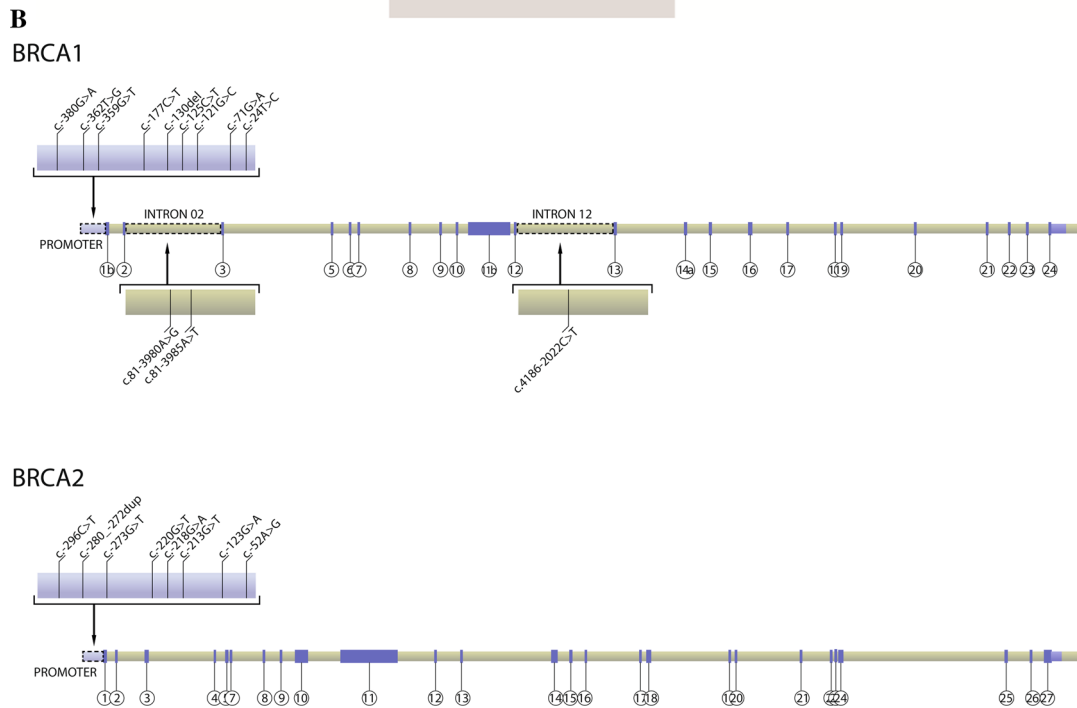 B
BRCA1
c-380G>A
c-362T>G
c-359G>T
c-177C>T
c-130del
c-125C>T
c-121G>C
c-71G>A
c-24T>C
INTRON 02
INTRON 12
PROMOTER
1b 2 3 5 6 7 8 9 10 11b 12 13 14a 15 16 17 19 20 21 22 23 24
c.81-3980A>G
c.81-3985A>T
c.4186-2022C>T
BRCA2
c-296C>T
c-280_-272dup
c-273G>T
c-220G>T
c-218G>A
c-213G>T
c-123G>A
c-52A>G
PROMOTER
1 2 3 4 7 8 9 10 11 12 13 14 15 16 17 18 20 21 24 25 26 27